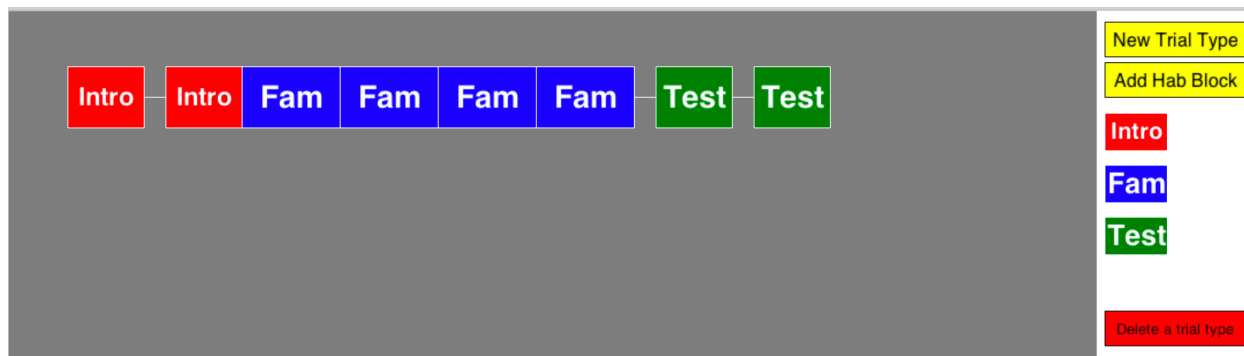 Intro Intro Fam Fam Fam Fam Test Test
New Trial Type
Add Hab Block
Intro
Fam
Test
Delete a trial type